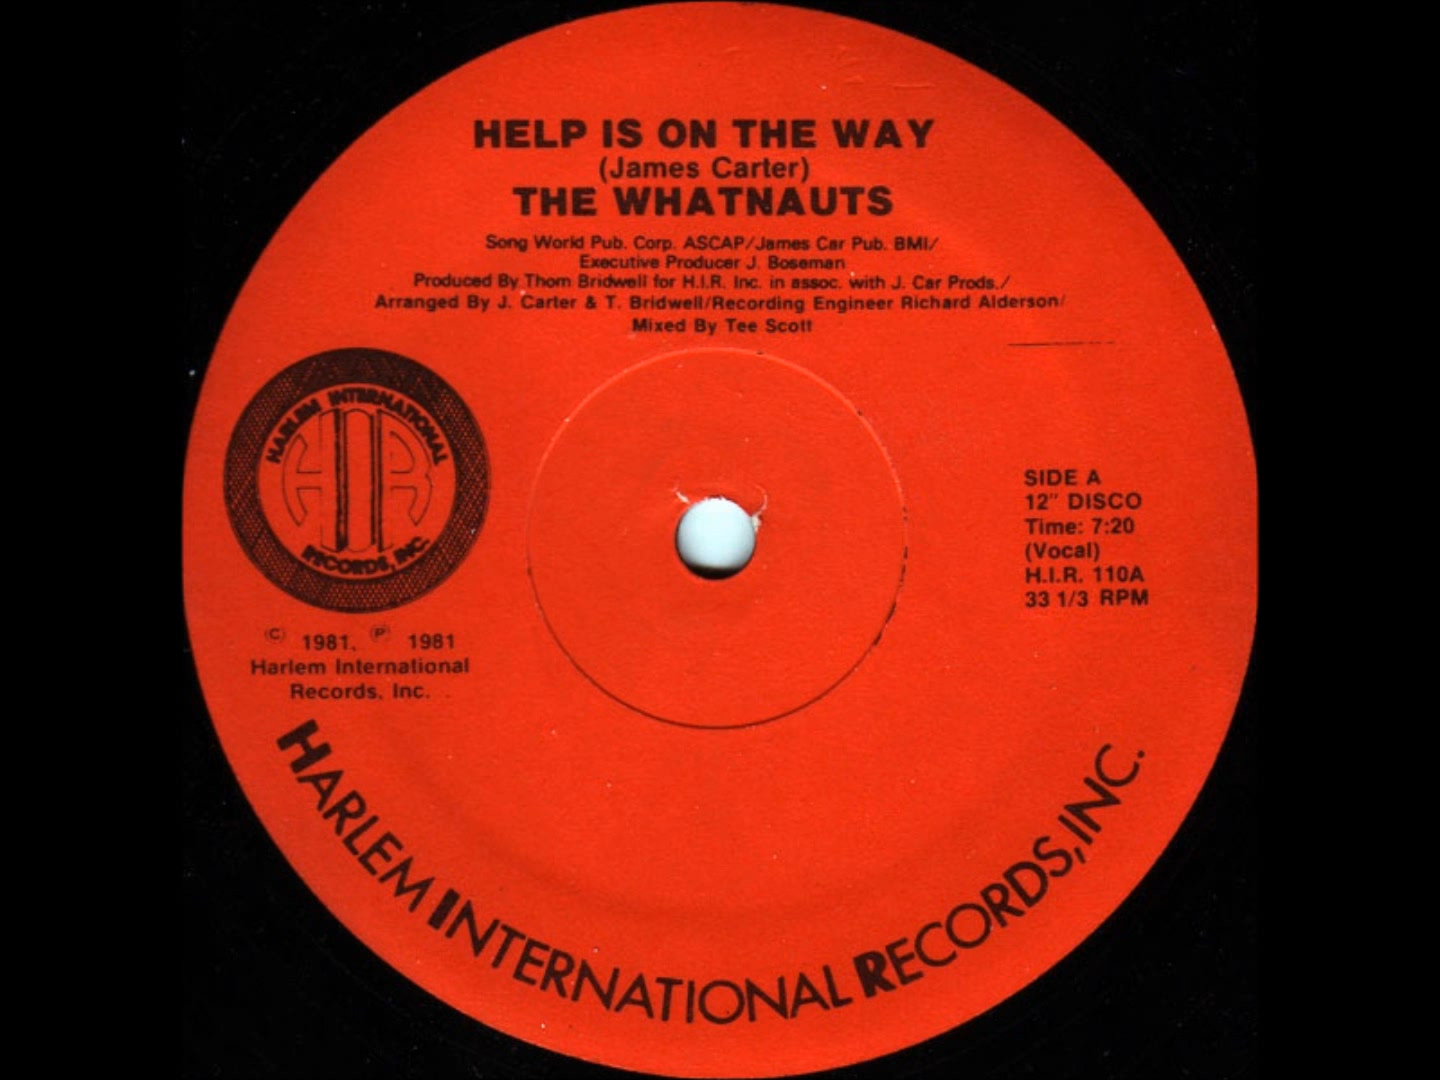 HELP IS ON THE WAY
(James Carter)
THE WHATNAUTS
Song World Pub. Corp. ASCAP/James Car Pub. BMI/
Executive Producer J. Boseman
Produced By Thom Bridwell for H.I.R. Inc. in assoc. with J. Car Prods./
Arranged By J. Carter & T. Bridwell/Recording Engineer Richard Alderson/
Mixed By Tee Scott
HARLEM INTERNATIONAL
HIR
RECORDS, INC.
SIDE A
12" DISCO
Time: 7:20
(Vocal)
H.I.R. 110A
33 1/3 RPM
Ⓒ 1981, Ⓟ 1981
Harlem International
Records, Inc.
HARLEM INTERNATIONAL RECORDS, INC.